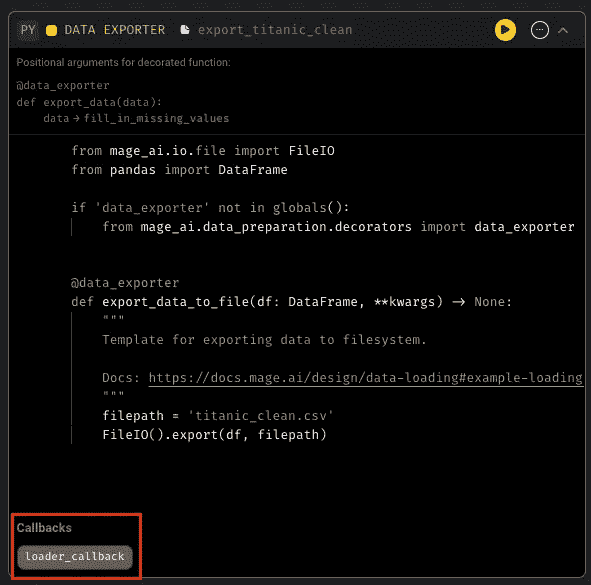 PY DATA EXPORTER export_titanic_clean
Positional arguments for decorated function:
@data_exporter
def export_data(data):
data → fill_in_missing_values
from mage_ai.io.file import FileIO
from pandas import DataFrame
if 'data_exporter' not in globals():
from mage_ai.data_preparation.decorators import data_exporter
@data_exporter
def export_data_to_file(df: DataFrame, **kwargs) → None:
"""
Template for exporting data to filesystem.
Docs: https://docs.mage.ai/design/data-loading#example-loading
"""
filepath = 'titanic_clean.csv'
FileIO().export(df, filepath)
Callbacks
loader_callback